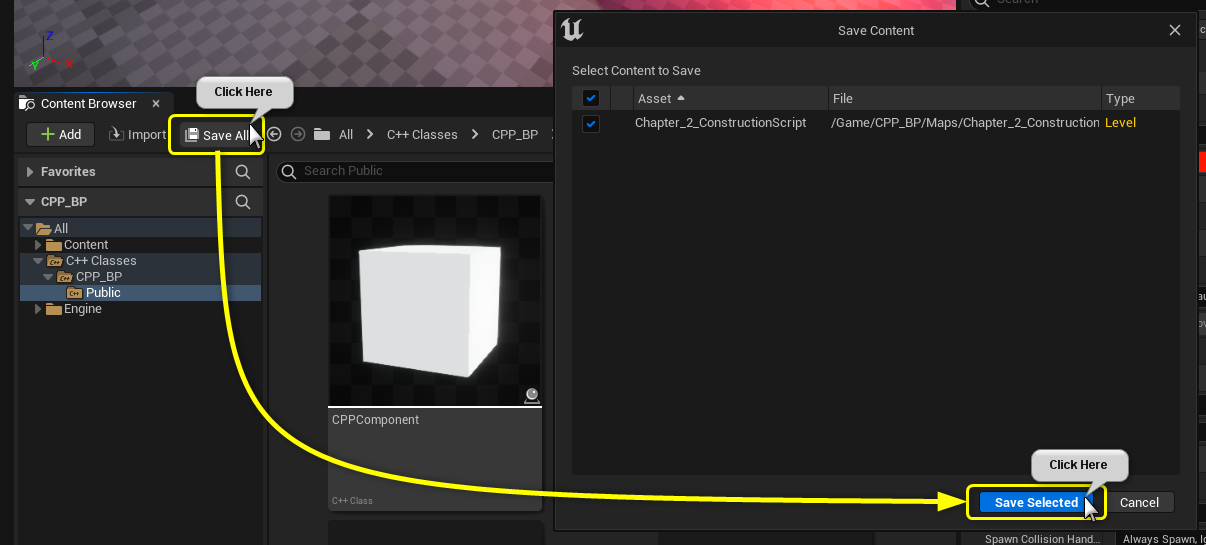 Search
Z
Y
X
Save Content
Content Browser
Click Here
Add
Import
Save All
All
C++ Classes
CPP_BP
Favorites
Search Public
CPP_BP
All
Content
C++ Classes
CPP_BP
Public
Engine
CPPComponent
C++ Class
Select Content to Save
Asset
File
Type
Chapter_2_ConstructionScript
/Game/CPP_BP/Maps/Chapter_2_Construction
Level
Click Here
Save Selected
Cancel
Spawn Collision Hand...
Always Spawn, Ig